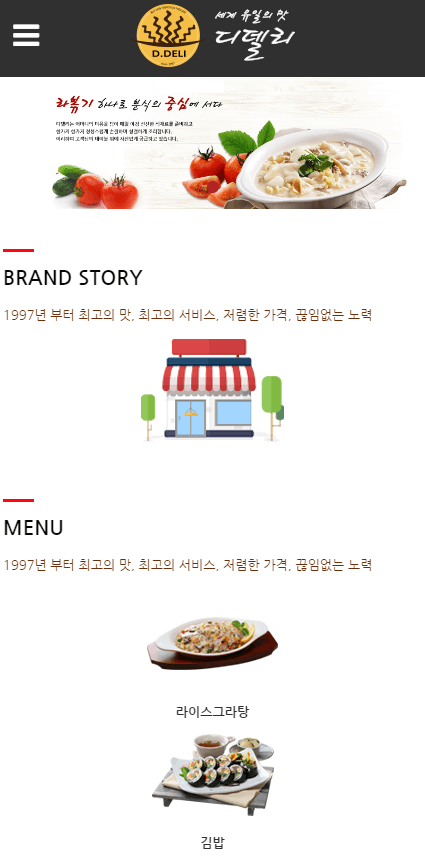 세계 유일의 맛
디델리
D.DELI
라볶기 하나로 분식의 중심에 서다
BRAND STORY
1997년 부터 최고의 맛, 최고의 서비스, 저렴한 가격, 끊임없는 노력
MENU
1997년 부터 최고의 맛, 최고의 서비스, 저렴한 가격, 끊임없는 노력
라이스그라탕
김밥